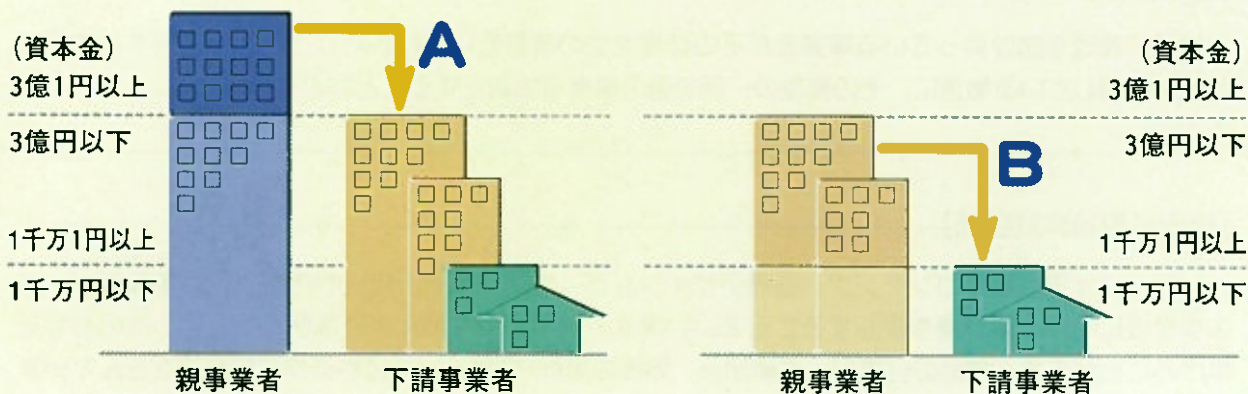 (資本金)
3億1円以上
3億円以下
1千万1円以上
1千万円以下
A
親事業者
下請事業者
(資本金)
3億1円以上
3億円以下
1千万1円以上
1千万円以下
B
親事業者
下請事業者